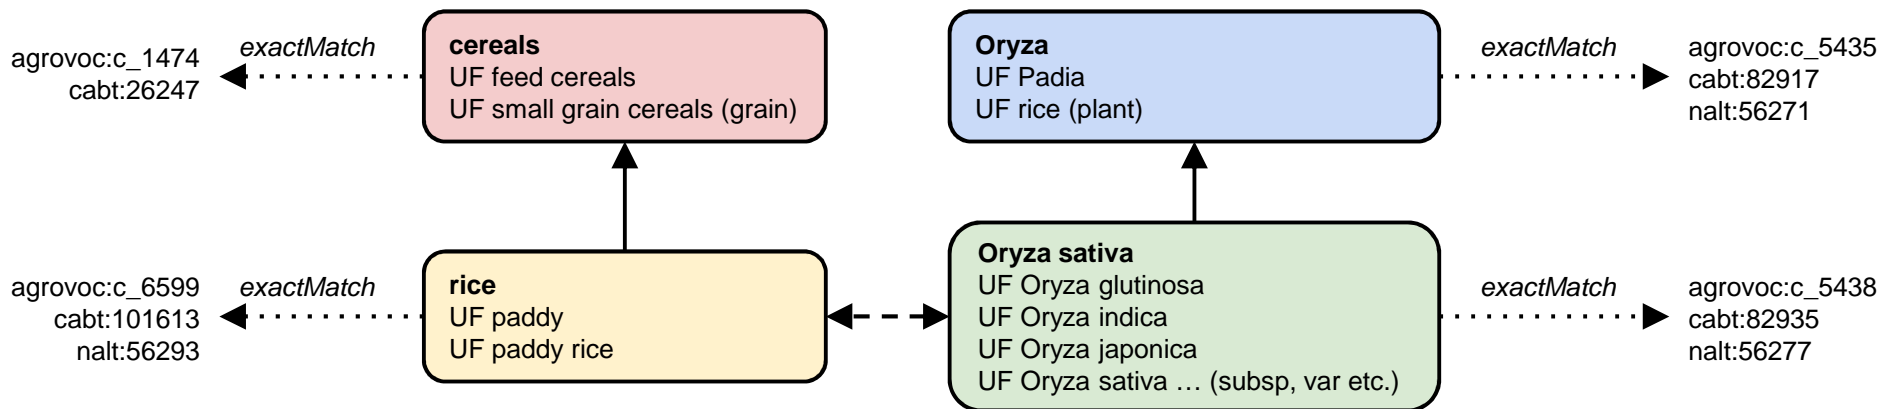 agrovoc:c_1474
cabt:26247
exactMatch
cereals
UF feed cereals
UF small grain cereals (grain)
Oryza
UF Padia
UF rice (plant)
exactMatch
agrovoc:c_5435
cabt:82917
nalt:56271
agrovoc:c_6599
cabt:101613
nalt:56293
exactMatch
rice
UF paddy
UF paddy rice
Oryza sativa
UF Oryza glutinosa
UF Oryza indica
UF Oryza japonica
UF Oryza sativa … (subsp, var etc.)
exactMatch
agrovoc:c_5438
cabt:82935
nalt:56277